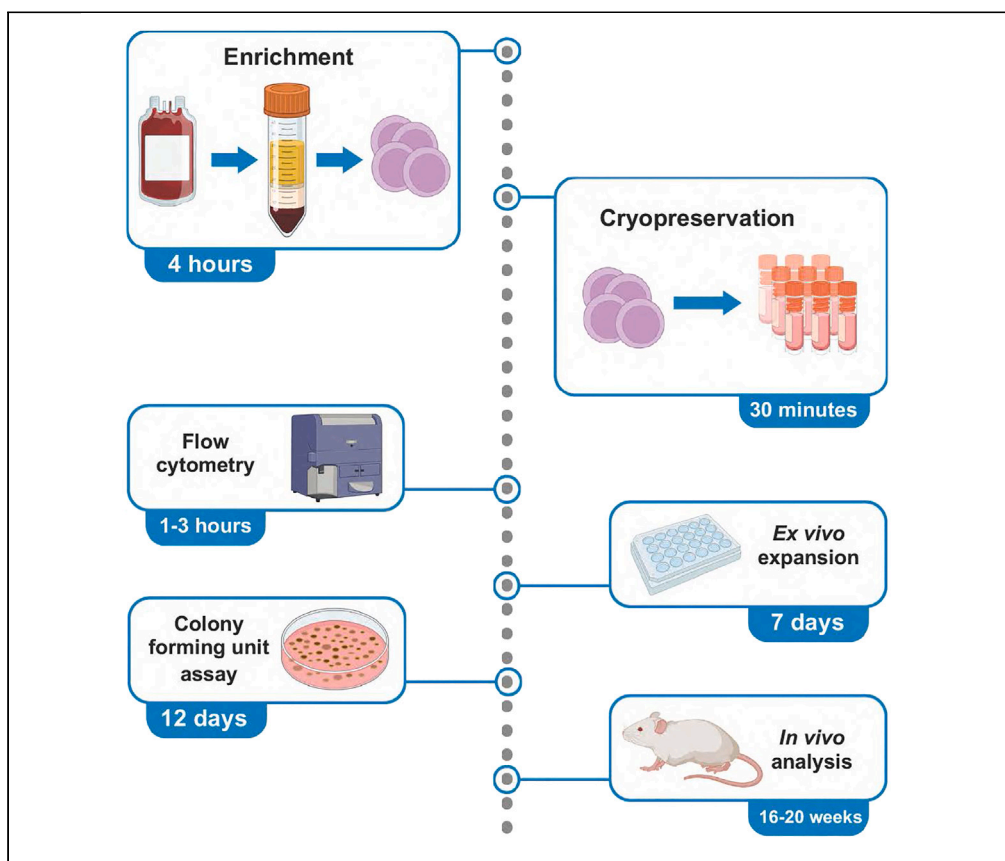 Enrichment
4 hours
Cryopreservation
30 minutes
Flow
cytometry
1-3 hours
Ex vivo
expansion
7 days
Colony
forming unit
assay
12 days
In vivo
analysis
16-20 weeks